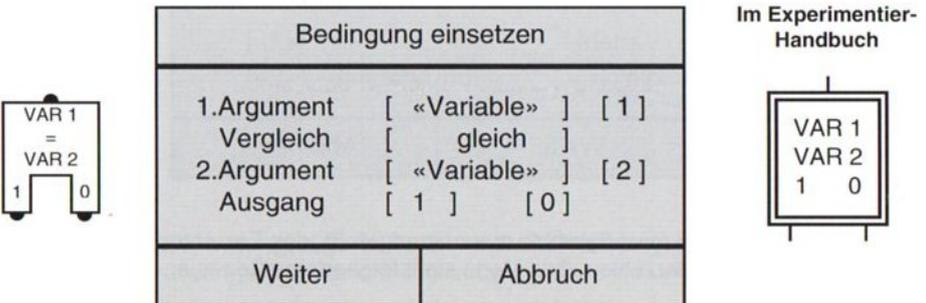 VAR 1
=
VAR 2
1 0
Bedingung einsetzen
1.Argument [ «Variable» ] [ 1 ]
Vergleich [ gleich ]
2.Argument [ «Variable» ] [ 2 ]
Ausgang [ 1 ] [ 0 ]
Weiter Abbruch
Im Experimentier-
Handbuch
VAR 1
VAR 2
1 0